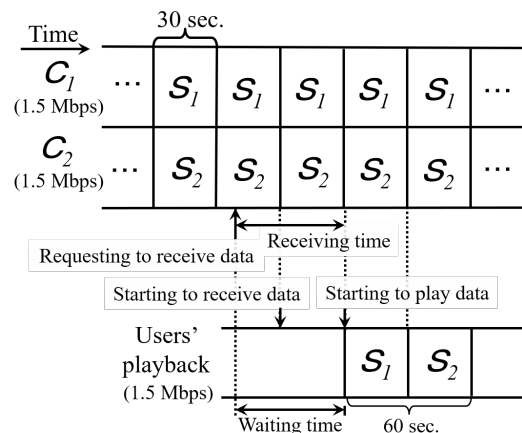 30 sec.
Time
C1 ... S1 S1 S1 S1 S1 ...
(1.5 Mbps)
C2 ... S2 S2 S2 S2 S2 ...
(1.5 Mbps)
Receiving time
Requesting to receive data
Starting to receive data Starting to play data
Users'
playback S1 S2
(1.5 Mbps)
Waiting time 60 sec.